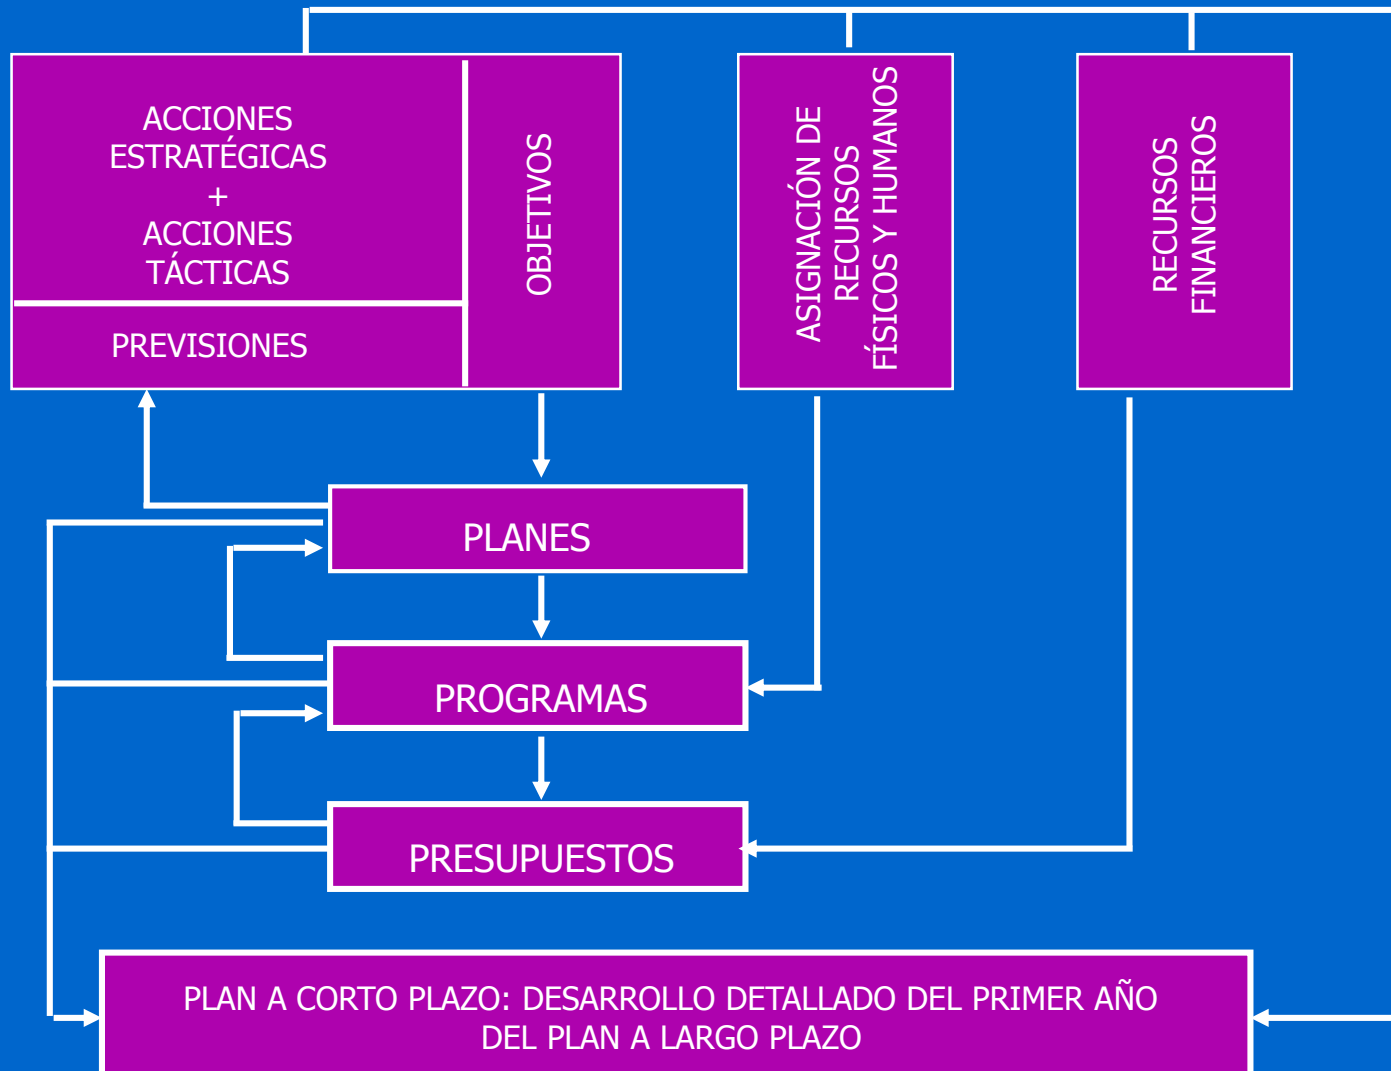 ACCIONES
ESTRATÉGICAS
+
ACCIONES
TÁCTICAS
PREVISIONES
OBJETIVOS
ASIGNACIÓN DE
RECURSOS
FÍSICOS Y HUMANOS
RECURSOS
FINANCIEROS
PLANES
PROGRAMAS
PRESUPUESTOS
PLAN A CORTO PLAZO: DESARROLLO DETALLADO DEL PRIMER AÑO
DEL PLAN A LARGO PLAZO